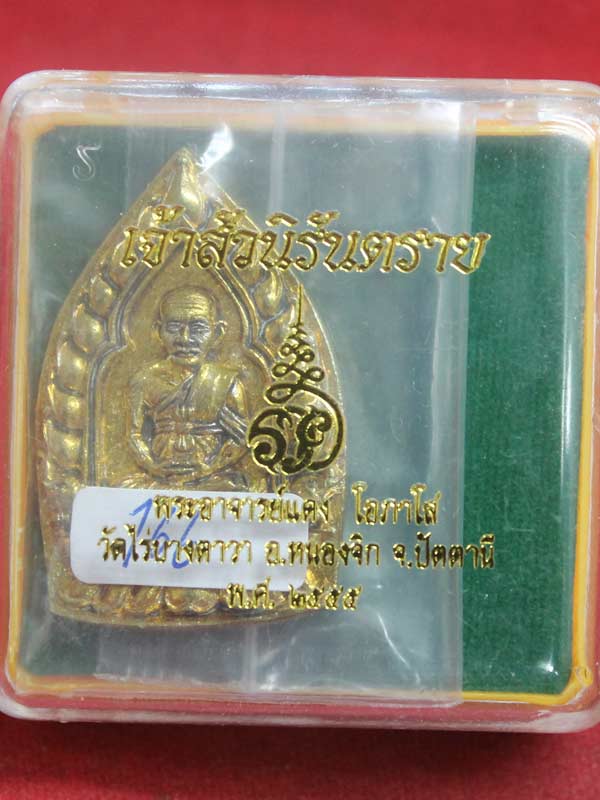 เจ้าสัวนิรันตราย
พระอาจารย์แดง โอภาโส
วัดไร่บางตาวา อ.หนองจิก จ.ปัตตานี
พ.ศ. ๒๕๕๕